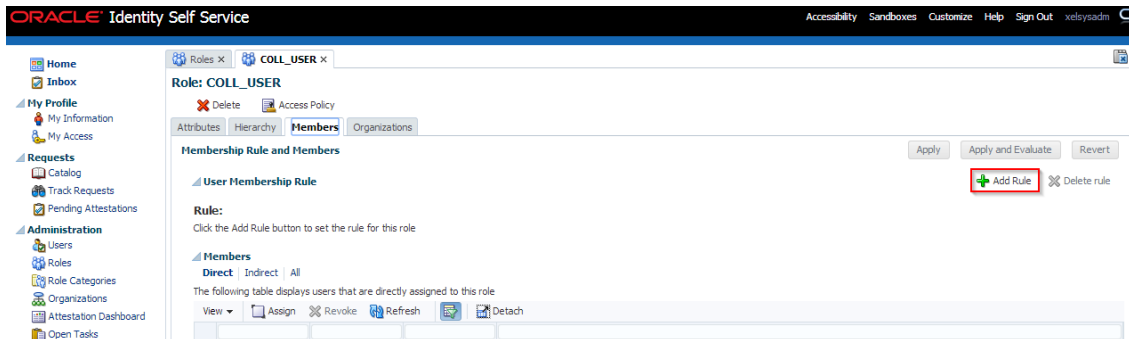 ORACLE® Identity Self Service
Accessibility Sandboxes Customize Help Sign Out xelsysadm
Home
Inbox
My Profile
My Information
My Access
Requests
Catalog
Track Requests
Pending Attestations
Administration
Users
Roles
Role Categories
Organizations
Attestation Dashboard
Open Tasks
Roles × COLL_USER ×
Role: COLL_USER
Delete Access Policy
Attributes Hierarchy Members Organizations
Membership Rule and Members
Apply Apply and Evaluate Revert
User Membership Rule
Add Rule Delete rule
Rule:
Click the Add Rule button to set the rule for this role
Members
Direct Indirect All
The following table displays users that are directly assigned to this role
View Assign Revoke Refresh Detach